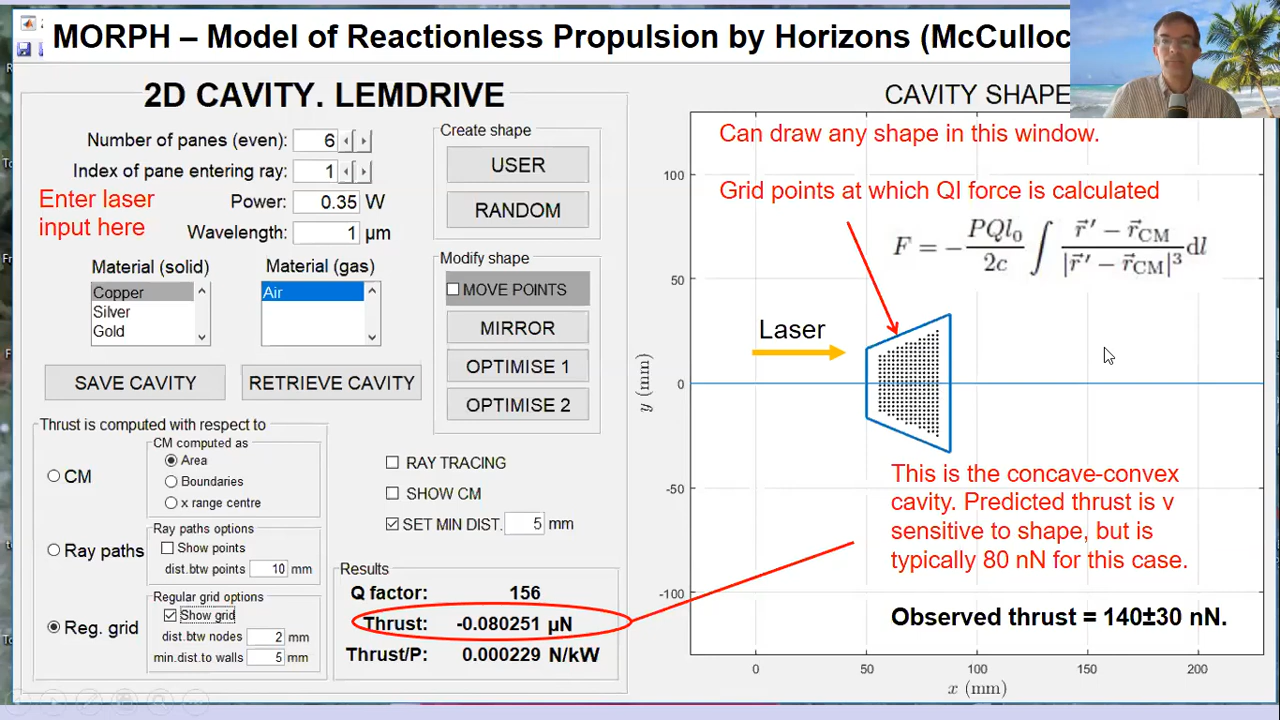 MORPH – Model of Reactionless Propulsion by Horizons (McCulloc
2D CAVITY. LEMDRIVE
Number of panes (even): 6
Index of pane entering ray: 1
Enter laser
input here
Power: 0.35 W
Wavelength: 1 µm
Material (solid)
Copper
Silver
Gold
Material (gas)
Air
SAVE CAVITY
RETRIEVE CAVITY
Create shape
USER
RANDOM
Modify shape
MOVE POINTS
MIRROR
OPTIMISE 1
OPTIMISE 2
Thrust is computed with respect to
CM
CM computed as
Area
Boundaries
x range centre
Ray paths
Ray paths options
Show points
dist.btw points 10 mm
Reg. grid
Regular grid options
Show grid
dist.btw nodes 2 mm
min.dist.to walls 5 mm
RAY TRACING
SHOW CM
SET MIN DIST. 5 mm
Results
Q factor: 156
Thrust: -0.080251 µN
Thrust/P: 0.000229 N/kW
CAVITY SHAPE
Can draw any shape in this window.
Grid points at which QI force is calculated
F = − PQl₀/2c ∫ (r⃗ ′ − r⃗CM)/|r⃗ ′ − r⃗CM|³ dl
Laser
This is the concave-convex
cavity. Predicted thrust is v
sensitive to shape, but is
typically 80 nN for this case.
Observed thrust = 140±30 nN.
100
50
0
-50
-100
y (mm)
0 50 100 150 200
x (mm)